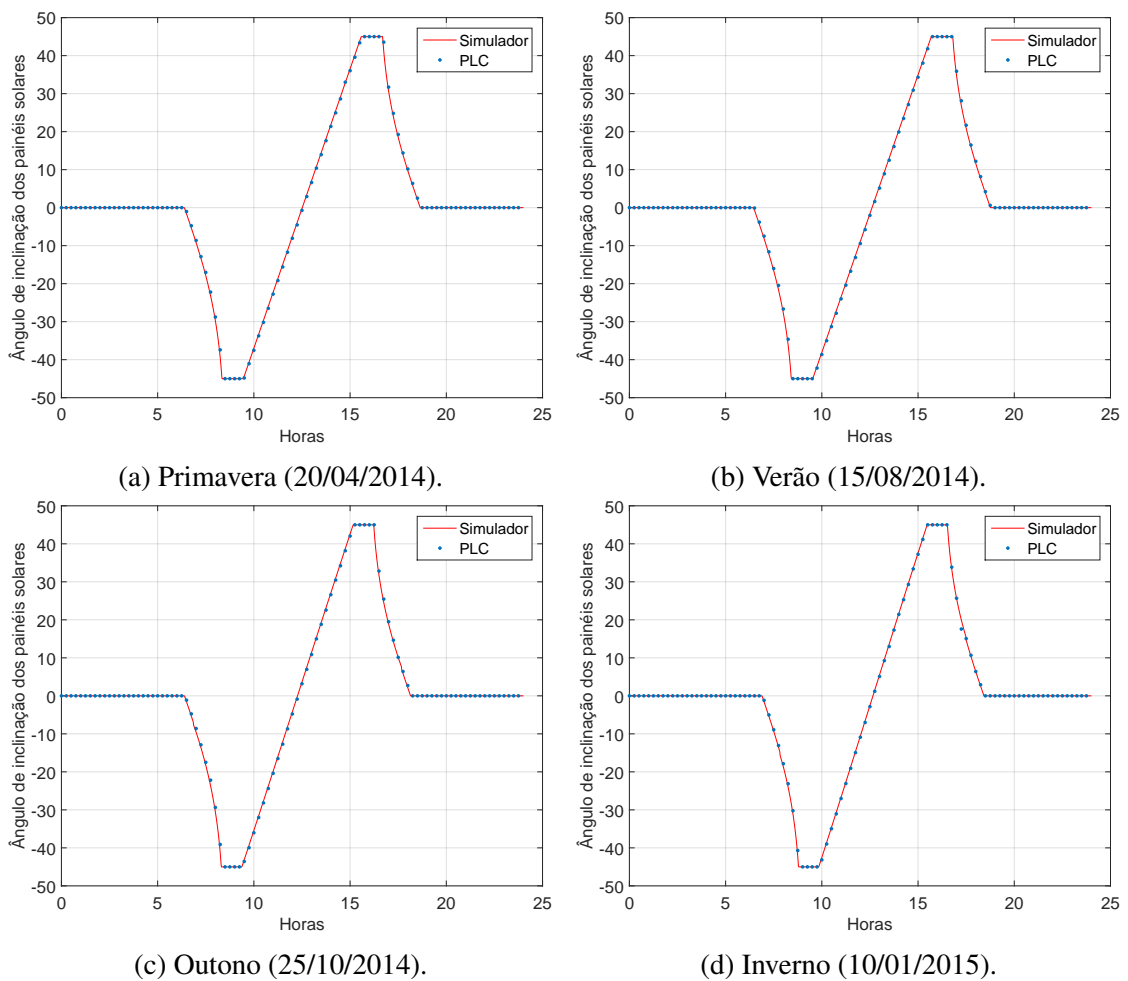 50
40
30
20
10
0
-10
-20
-30
-40
-50
Ângulo de inclinação dos painéis solares
0 5 10 15 20 25
Horas
Simulador
PLC
(a) Primavera (20/04/2014).
50
40
30
20
10
0
-10
-20
-30
-40
-50
Ângulo de inclinação dos painéis solares
0 5 10 15 20 25
Horas
Simulador
PLC
(b) Verão (15/08/2014).
50
40
30
20
10
0
-10
-20
-30
-40
-50
Ângulo de inclinação dos painéis solares
0 5 10 15 20 25
Horas
Simulador
PLC
(c) Outono (25/10/2014).
50
40
30
20
10
0
-10
-20
-30
-40
-50
Ângulo de inclinação dos painéis solares
0 5 10 15 20 25
Horas
Simulador
PLC
(d) Inverno (10/01/2015).